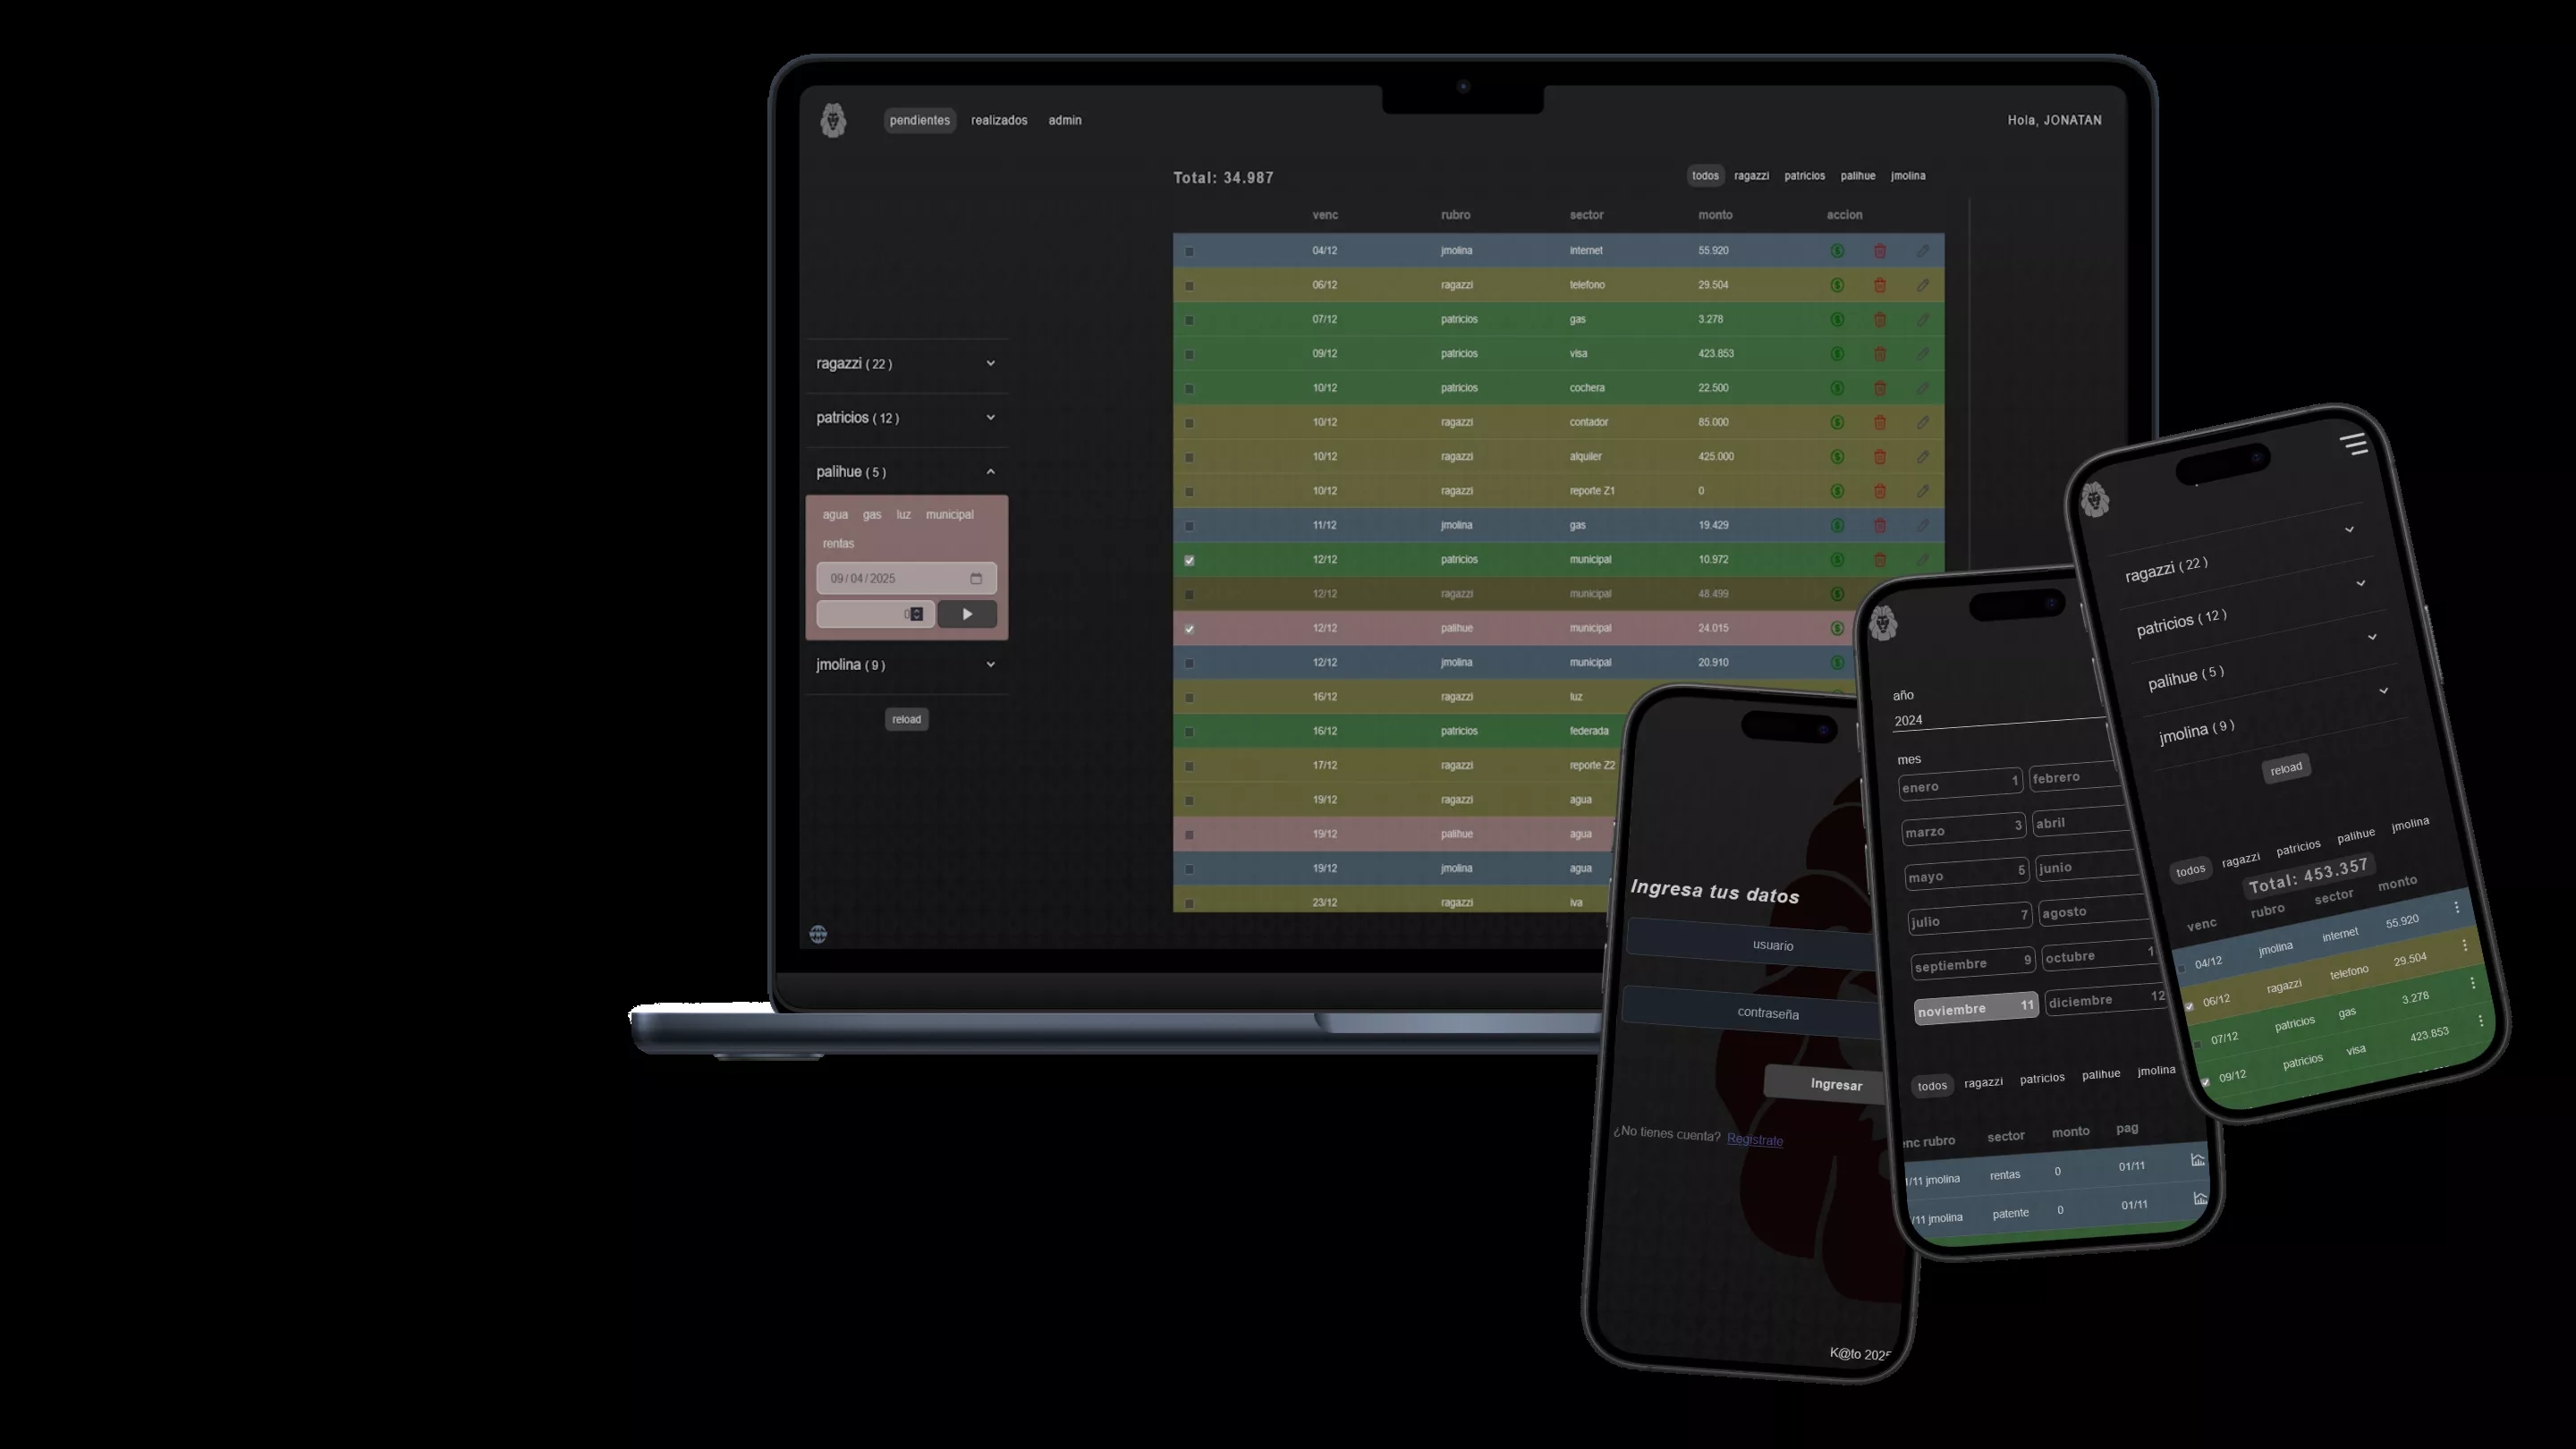 pendientes realizados admin Hola, JONATAN
Total: 34.987 todos ragazzi patricios palihue jmolina
venc rubro sector monto accion
04/12 jmolina internet 55.920
06/12 ragazzi telefono 29.504
07/12 patricios gas 3.278
09/12 patricios visa 423.853
10/12 patricios cochera 22.500
10/12 ragazzi contador 85.000
10/12 ragazzi alquiler 425.000
10/12 ragazzi reporte Z1 0
11/12 jmolina gas 19.429
12/12 patricios municipal 10.972
12/12 ragazzi municipal 48.499
12/12 palihue municipal 24.015
12/12 jmolina municipal 20.910
16/12 ragazzi luz
16/12 patricios federada
17/12 ragazzi reporte Z2
19/12 ragazzi agua
19/12 palihue agua
19/12 jmolina agua
23/12 ragazzi iva
ragazzi ( 22 )
patricios ( 12 )
palihue ( 5 )
agua gas luz municipal
rentas
09/04/2025
0
jmolina ( 9 )
reload
Ingresa tus datos
usuario
contraseña
Ingresar
¿No tienes cuenta? Registrate
K@to 2025
año
2024
mes
enero 1 febrero
marzo 3 abril
mayo 5 junio
julio 7 agosto
septiembre 9 octubre 1
noviembre 11 diciembre 12
todos ragazzi patricios palihue jmolina
enc rubro sector monto pag
/11 jmolina rentas 0 01/11
/11 jmolina patente 0 01/11
ragazzi ( 22 )
patricios ( 12 )
palihue ( 5 )
jmolina ( 9 )
reload
todos ragazzi patricios palihue jmolina
Total: 453.357
venc rubro sector monto
04/12 jmolina internet 55.920
06/12 ragazzi telefono 29.504
07/12 patricios gas 3.278
09/12 patricios visa 423.853